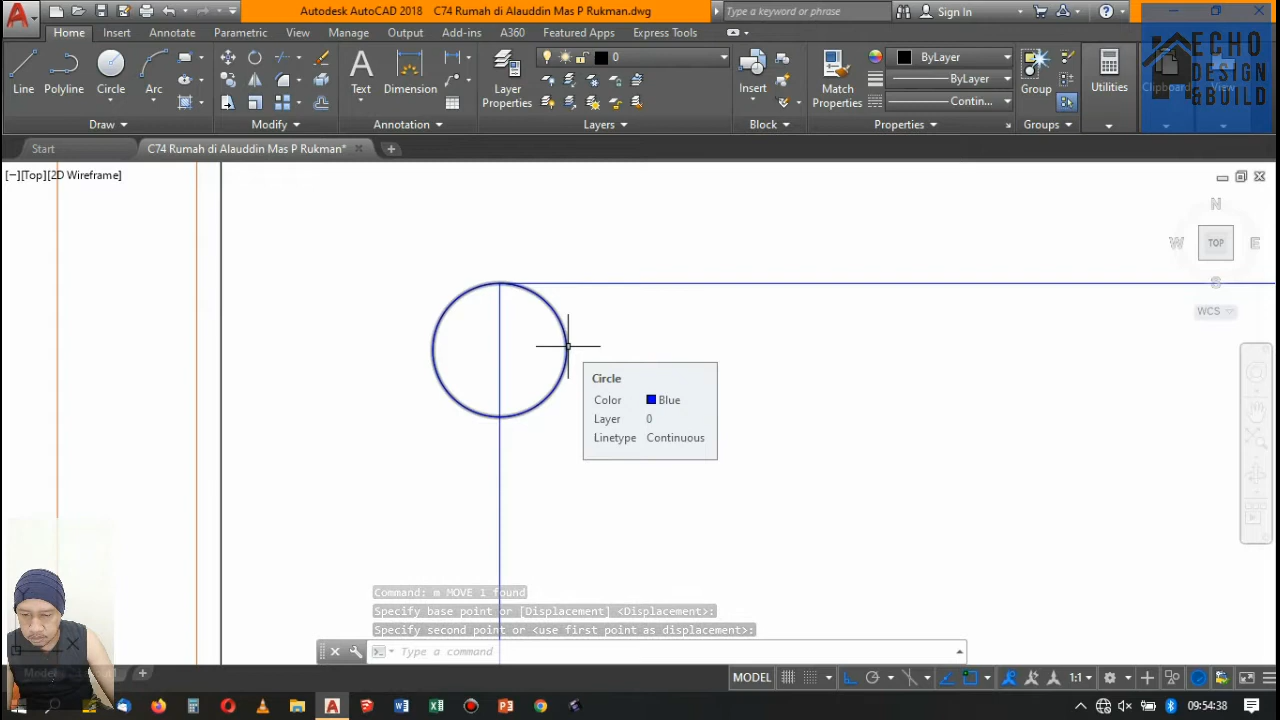 Autodesk AutoCAD 2018 C74 Rumah di Alauddin Mas P Rukman.dwg
Type a keyword or phrase
Sign In
Home Insert Annotate Parametric View Manage Output Add-ins A360 Featured Apps Express Tools
ECHO
DESIGN
&BUILD
0
ByLayer
ByLayer
Contin...
Line Polyline Circle Arc
Text Dimension
Layer
Properties
Insert
Match
Properties
Group
Utilities
Clipboard
View
Draw Modify Annotation Layers Block Properties Groups
Start
C74 Rumah di Alauddin Mas P Rukman*
[−][Top][2D Wireframe]
N
W TOP E
S
WCS
Circle
Color Blue
Layer 0
Linetype Continuous
Command: m MOVE 1 found
Specify base point or [Displacement] <Displacement>:
Specify second point or <use first point as displacement>:
Type a command
Model
MODEL
1:1
09:54:38